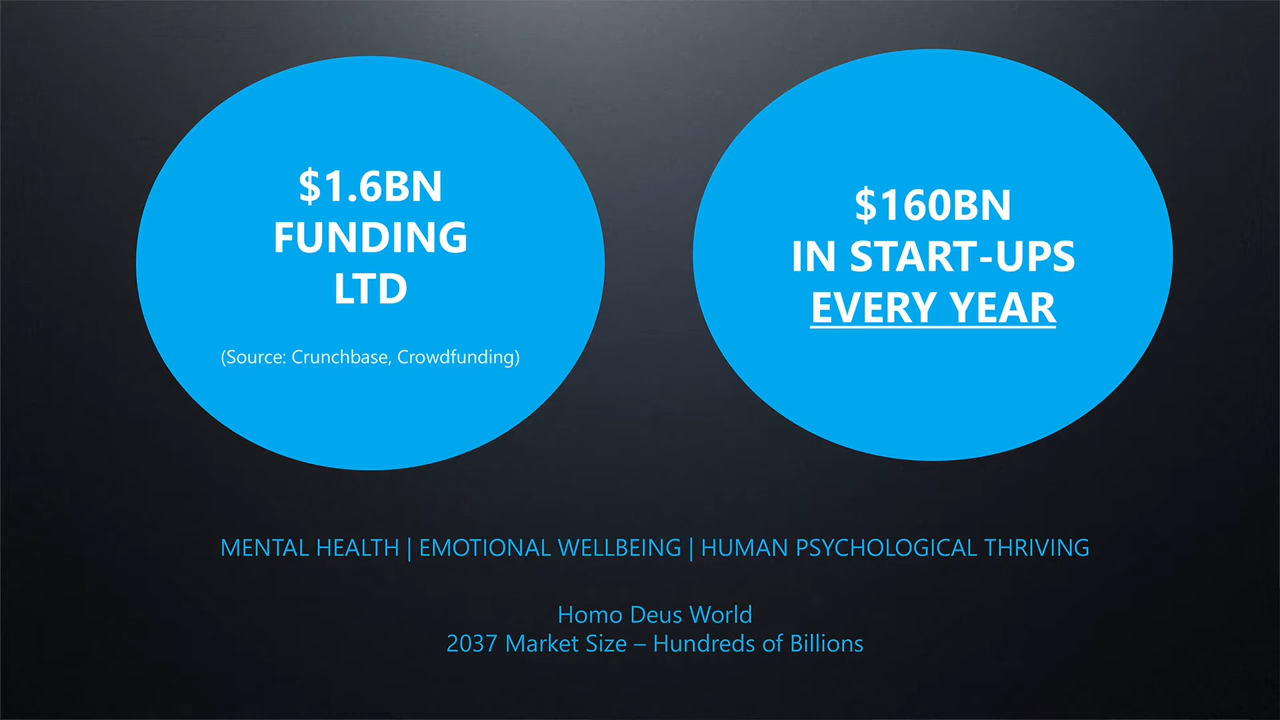 $1.6BN
FUNDING
LTD
(Source: Crunchbase, Crowdfunding)
$160BN
IN START-UPS
EVERY YEAR
MENTAL HEALTH | EMOTIONAL WELLBEING | HUMAN PSYCHOLOGICAL THRIVING
Homo Deus World
2037 Market Size – Hundreds of Billions